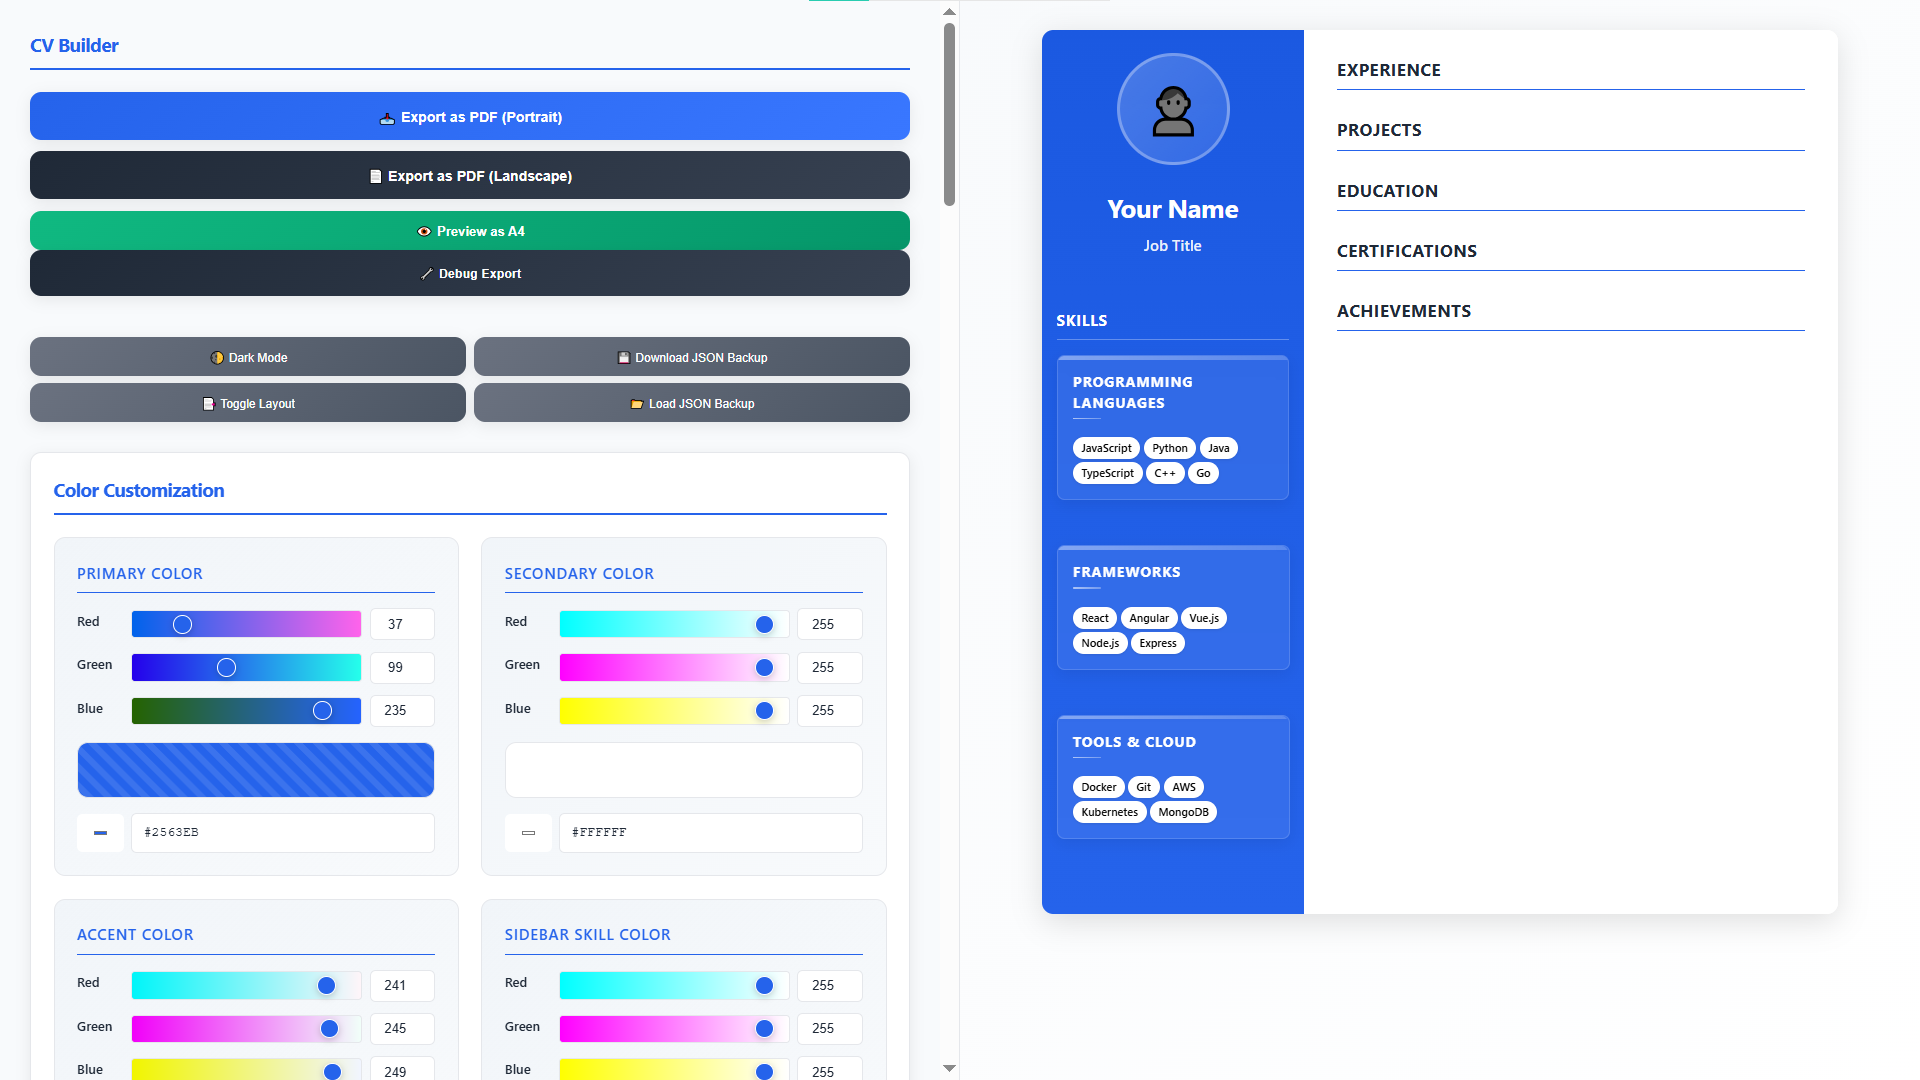 CV Builder
Export as PDF (Portrait)
Export as PDF (Landscape)
Preview as A4
Debug Export
Dark Mode
Download JSON Backup
Toggle Layout
Load JSON Backup
Color Customization
PRIMARY COLOR
Red
37
Green
99
Blue
235
#2563EB
SECONDARY COLOR
Red
255
Green
255
Blue
255
#FFFFFF
ACCENT COLOR
Red
241
Green
245
Blue
249
SIDEBAR SKILL COLOR
Red
255
Green
255
Blue
255
Your Name
Job Title
SKILLS
PROGRAMMING
LANGUAGES
JavaScript Python Java
TypeScript C++ Go
FRAMEWORKS
React Angular Vue.js
Node.js Express
TOOLS & CLOUD
Docker Git AWS
Kubernetes MongoDB
EXPERIENCE
PROJECTS
EDUCATION
CERTIFICATIONS
ACHIEVEMENTS